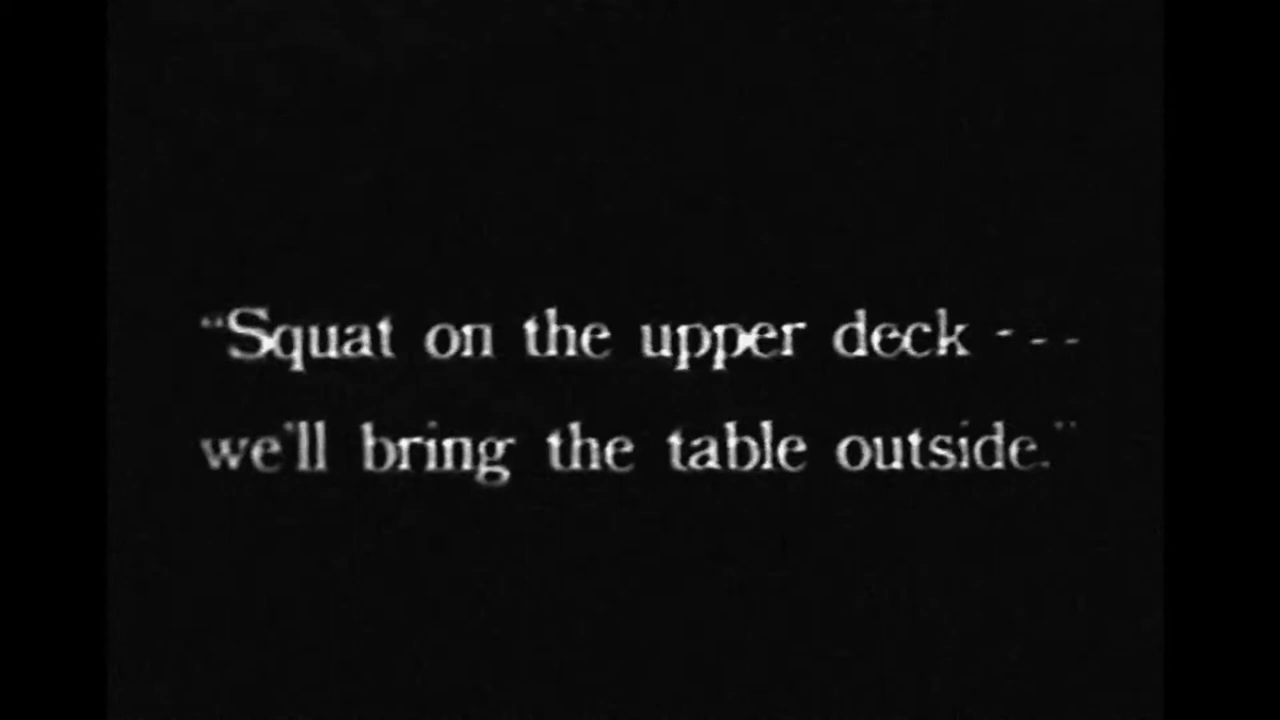 “Squat on the upper deck - - -
we'll bring the table outside."